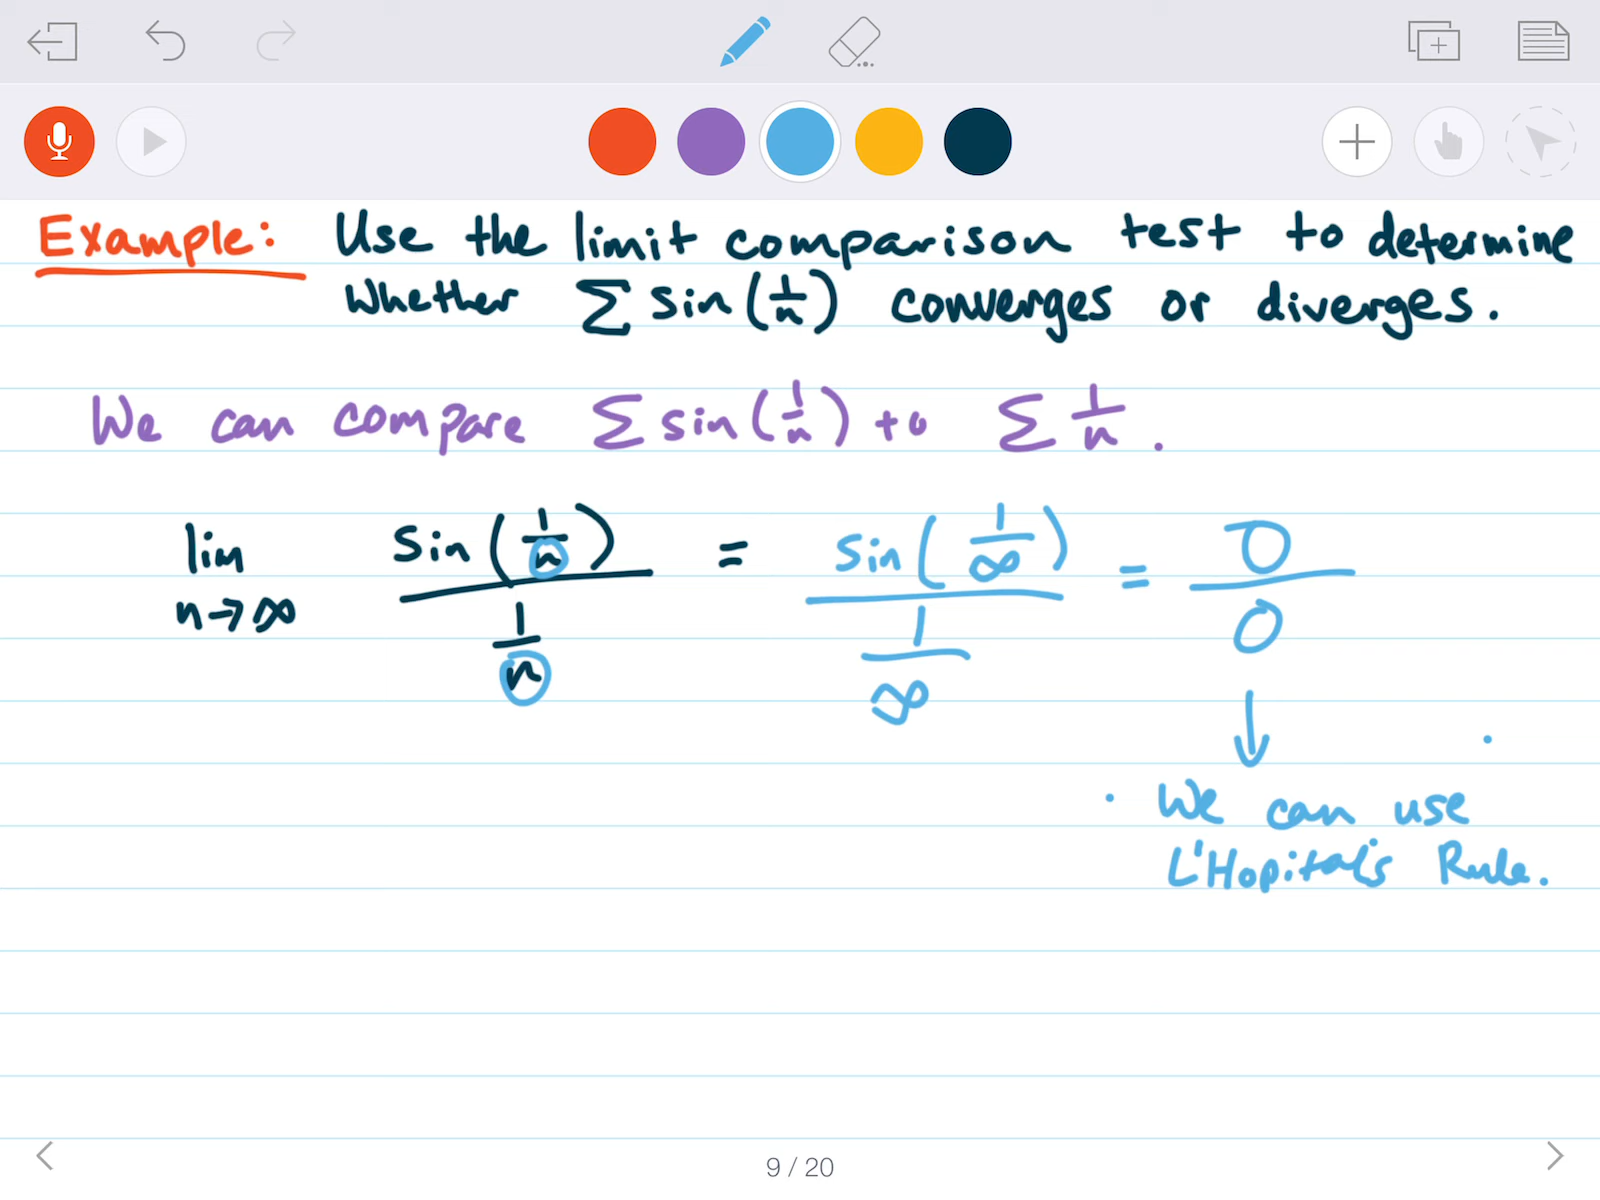 Example: Use the limit comparison test to determine
whether ∑ sin(1/n) converges or diverges.
We can compare ∑ sin(1/n) to ∑ 1/n.
lim n→∞ sin(1/n) / (1/n) = sin(1/∞) / (1/∞) = 0/0
↓
We can use
L'Hopital's Rule.
9 / 20